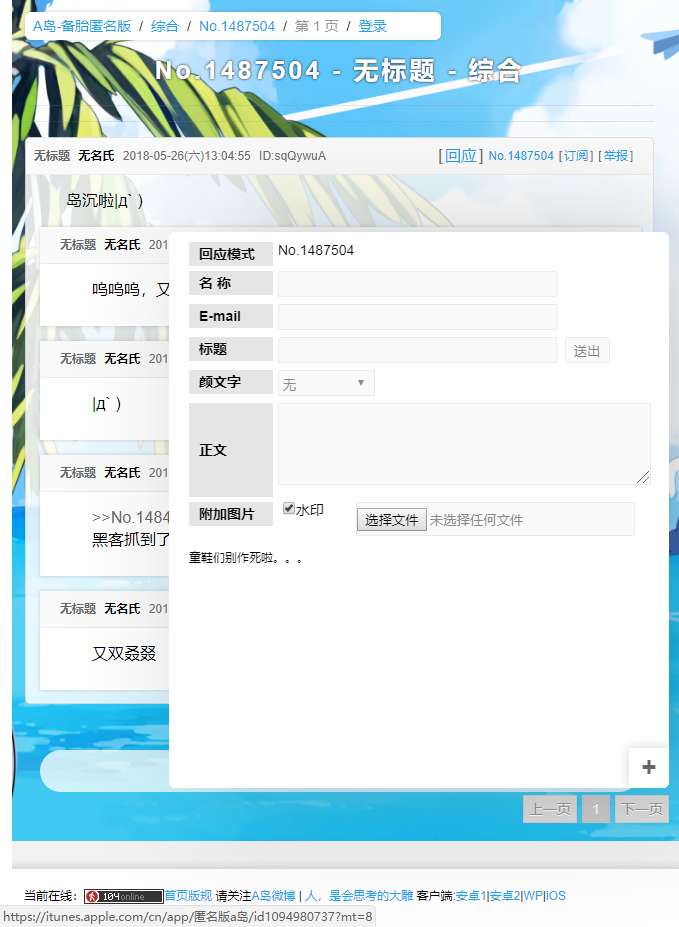 A岛-备胎匿名版 / 综合 / No.1487504 / 第 1 页 / 登录
No.1487504 - 无标题 - 综合
无标题 无名氏 2018-05-26(六)13:04:55 ID:sqQywuA [回应] No.1487504 [订阅] [举报]
岛沉啦|д` )
无标题 无名氏 201
呜呜呜，又
无标题 无名氏 201
|д` )
无标题 无名氏 201
>>No.1484
黑客抓到了
无标题 无名氏 201
又双叒叕
回应模式 No.1487504
名 称
E-mail
标题 送出
颜文字 无
正文
附加图片 水印 选择文件 未选择任何文件
童鞋们别作死啦。。。
+
上一页 1 下一页
当前在线: 104 online 首页版规 请关注A岛微博 | 人，是会思考的大雕 客户端:安卓1|安卓2|WP|iOS
https://itunes.apple.com/cn/app/匿名版a岛/id1094980737?mt=8